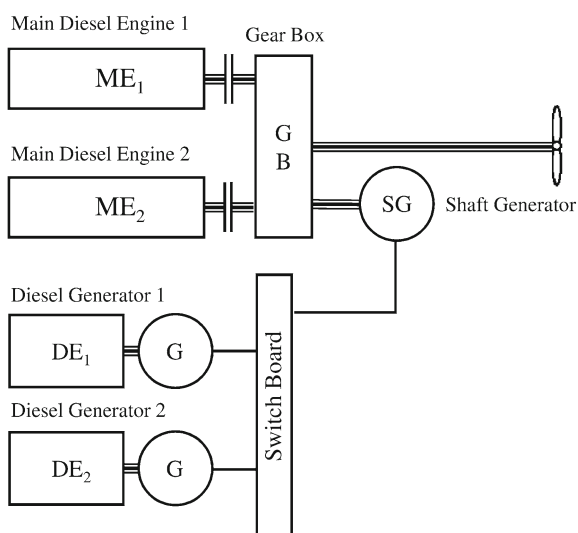 Main Diesel Engine 1
Gear Box
ME1
Main Diesel Engine 2
G
B
ME2
SG
Shaft Generator
Diesel Generator 1
DE1
G
Switch Board
Diesel Generator 2
DE2
G